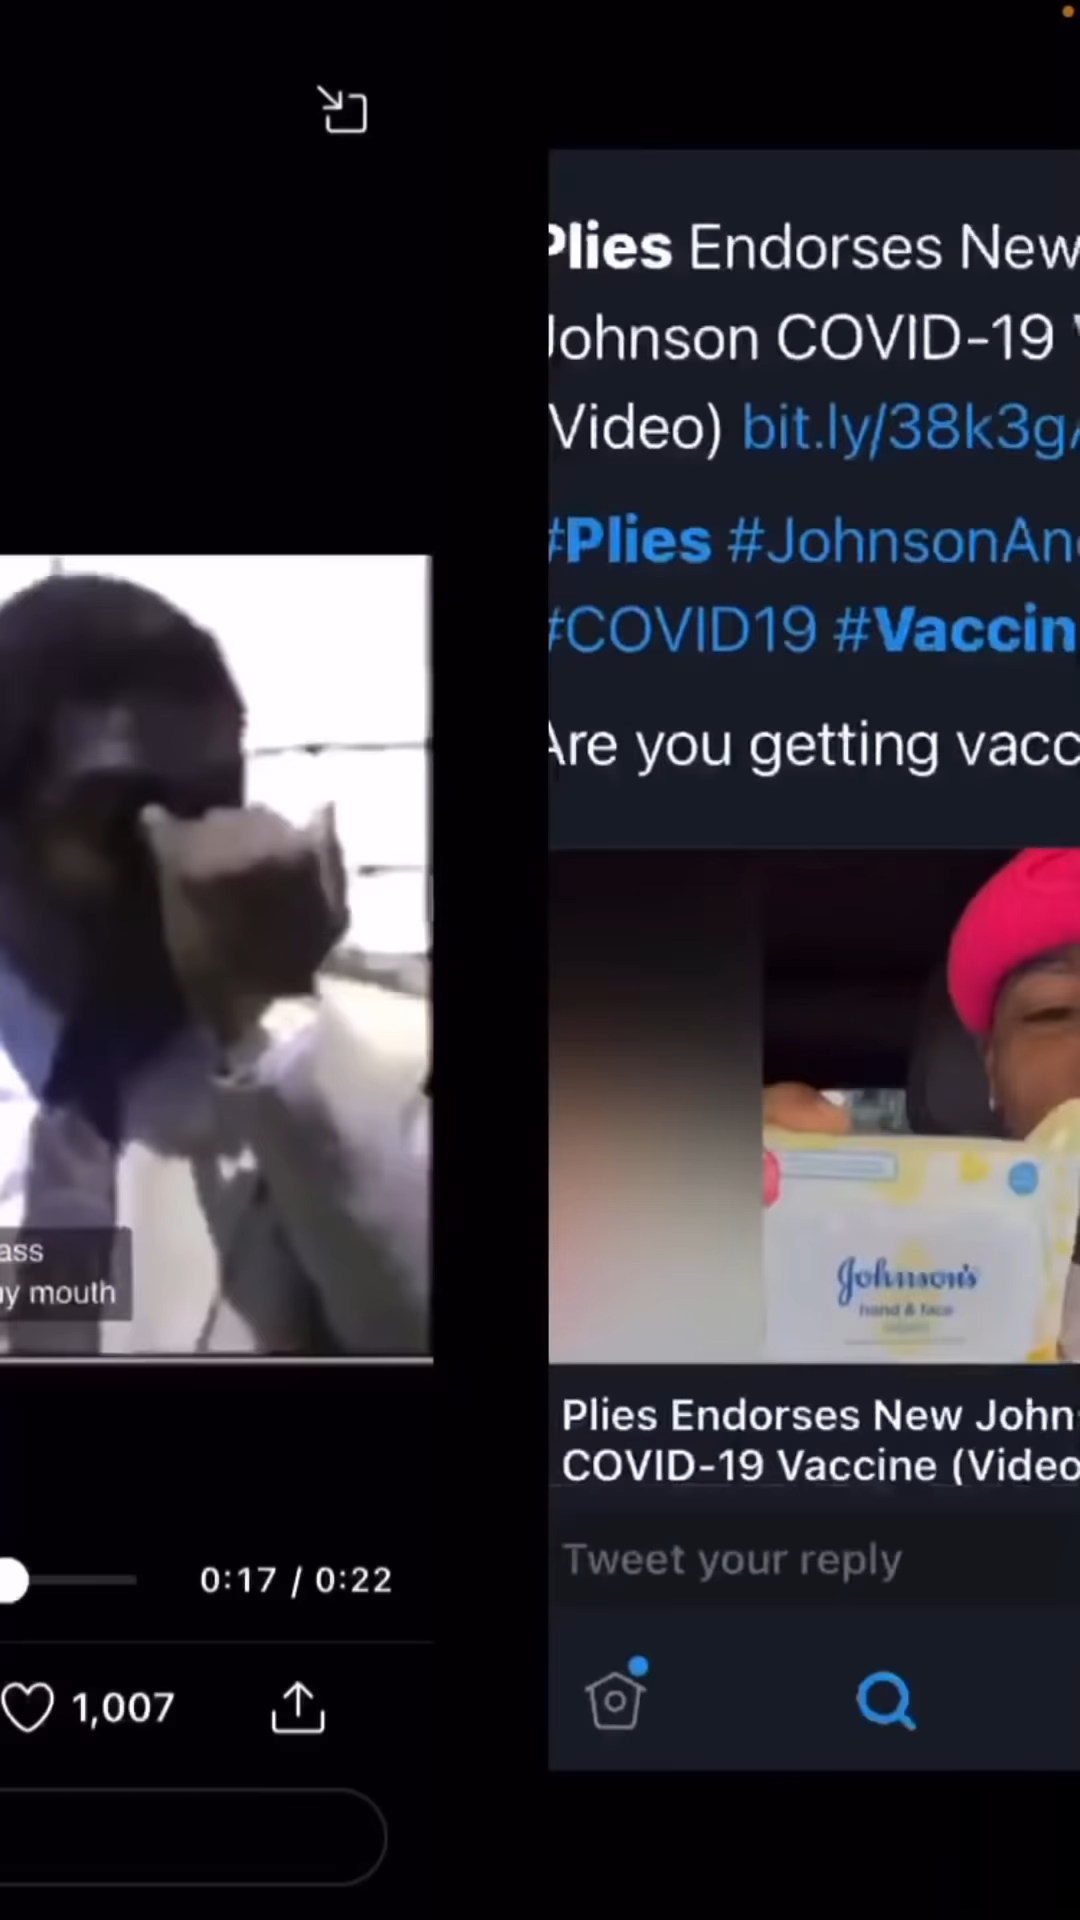 Plies Endorses New
Johnson COVID-19
Video) bit.ly/38k3g
#Plies #JohnsonAn
#COVID19 #Vaccin
Are you getting vacc
Johnson's
hand & face
ass
y mouth
Plies Endorses New John
COVID-19 Vaccine (Video
Tweet your reply
0:17 / 0:22
1,007